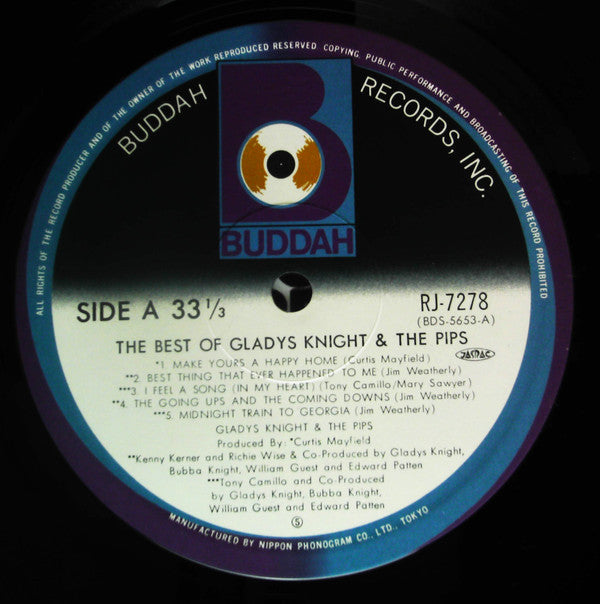 ALL RIGHTS OF THE RECORD PRODUCER AND OF THE OWNER OF THE WORK REPRODUCED RESERVED. COPYING, PUBLIC PERFORMANCE AND BROADCASTING OF THIS RECORD PROHIBITED
BUDDAH RECORDS, INC.
B
BUDDAH
SIDE A 33 1/3
RJ-7278
(BDS-5653-A)
THE BEST OF GLADYS KNIGHT & THE PIPS
*1. MAKE YOURS A HAPPY HOME (Curtis Mayfield)
JASRAC
**2. BEST THING THAT EVER HAPPENED TO ME (Jim Weatherly)
***3. I FEEL A SONG (IN MY HEART) (Tony Camillo/Mary Sawyer)
**4. THE GOING UPS AND THE COMING DOWNS (Jim Weatherly)
***5. MIDNIGHT TRAIN TO GEORGIA (Jim Weatherly)
GLADYS KNIGHT & THE PIPS
Produced By: *Curtis Mayfield
**Kenny Kerner and Richie Wise & Co-Produced by Gladys Knight,
Bubba Knight, William Guest and Edward Patten
***Tony Camillo and Co-Produced
by Gladys Knight, Bubba Knight,
William Guest and Edward Patten
Ⓢ
MANUFACTURED BY NIPPON PHONOGRAM CO., LTD., TOKYO